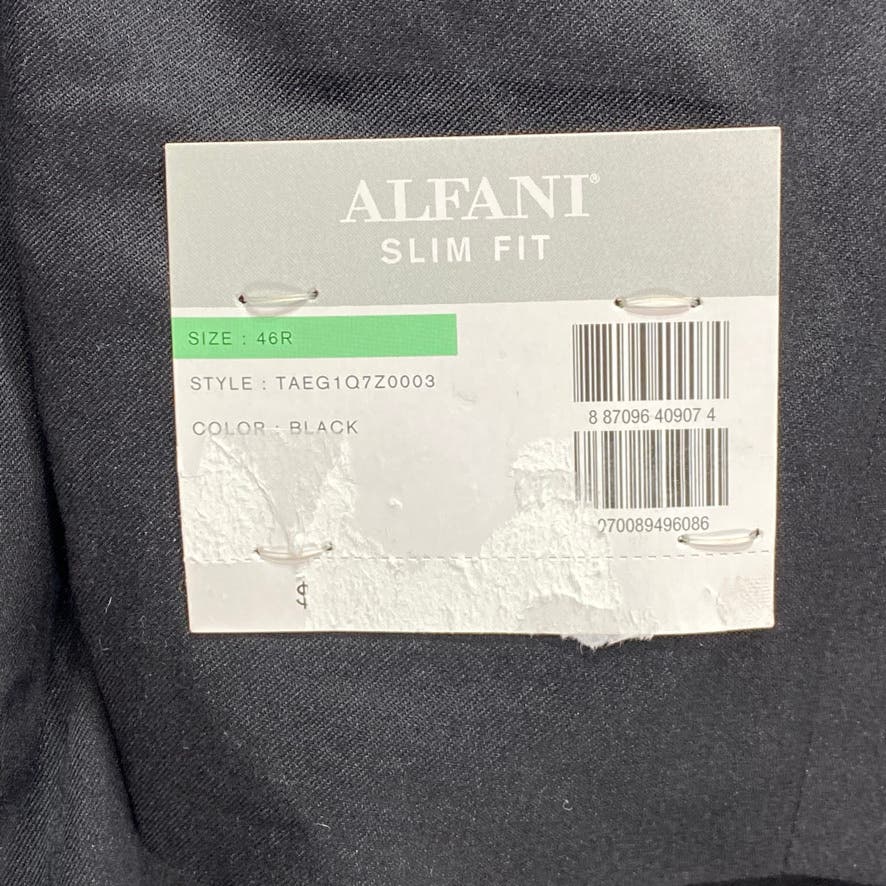 ALFANI®
SLIM FIT
SIZE : 46R
STYLE : TAEG1Q7Z0003
COLOR : BLACK
8 87096 40907 4
070089496086
$